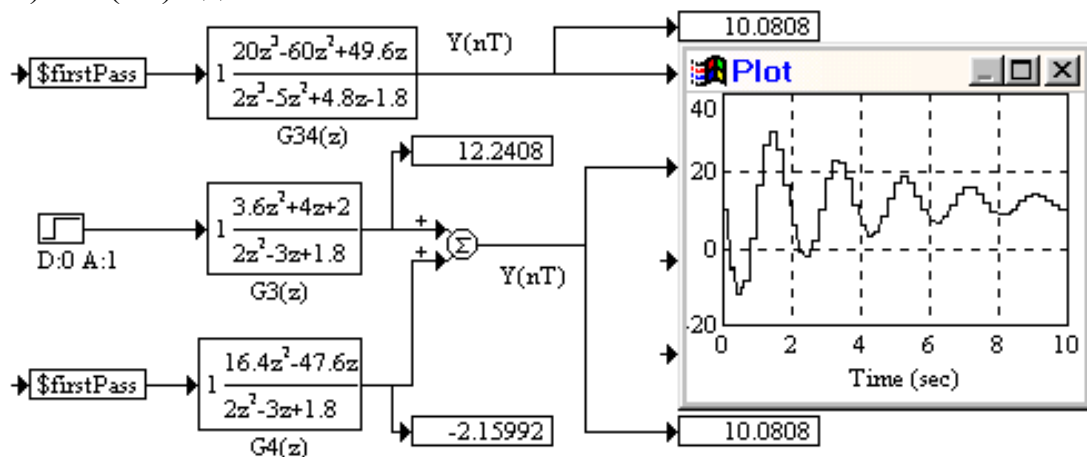 10.0808
$firstPass
1
20z³-60z²+49.6z
2z³-5z²+4.8z-1.8
G34(z)
Y(nT)
Plot
40
20
0
-20
0 2 4 6 8 10
Time (sec)
12.2408
D:0 A:1
1
3.6z²+4z+2
2z²-3z+1.8
G3(z)
+
+
Σ
Y(nT)
$firstPass
1
16.4z²-47.6z
2z²-3z+1.8
G4(z)
-2.15992
10.0808